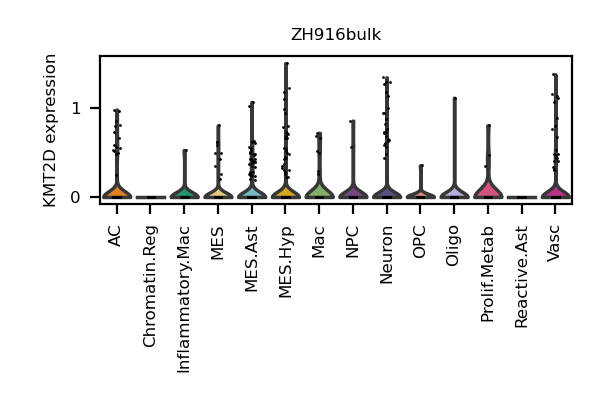 ZH916bulk
KMT2D expression
1
0
AC
Chromatin.Reg
Inflammatory.Mac
MES
MES.Ast
MES.Hyp
Mac
NPC
Neuron
OPC
Oligo
Prolif.Metab
Reactive.Ast
Vasc